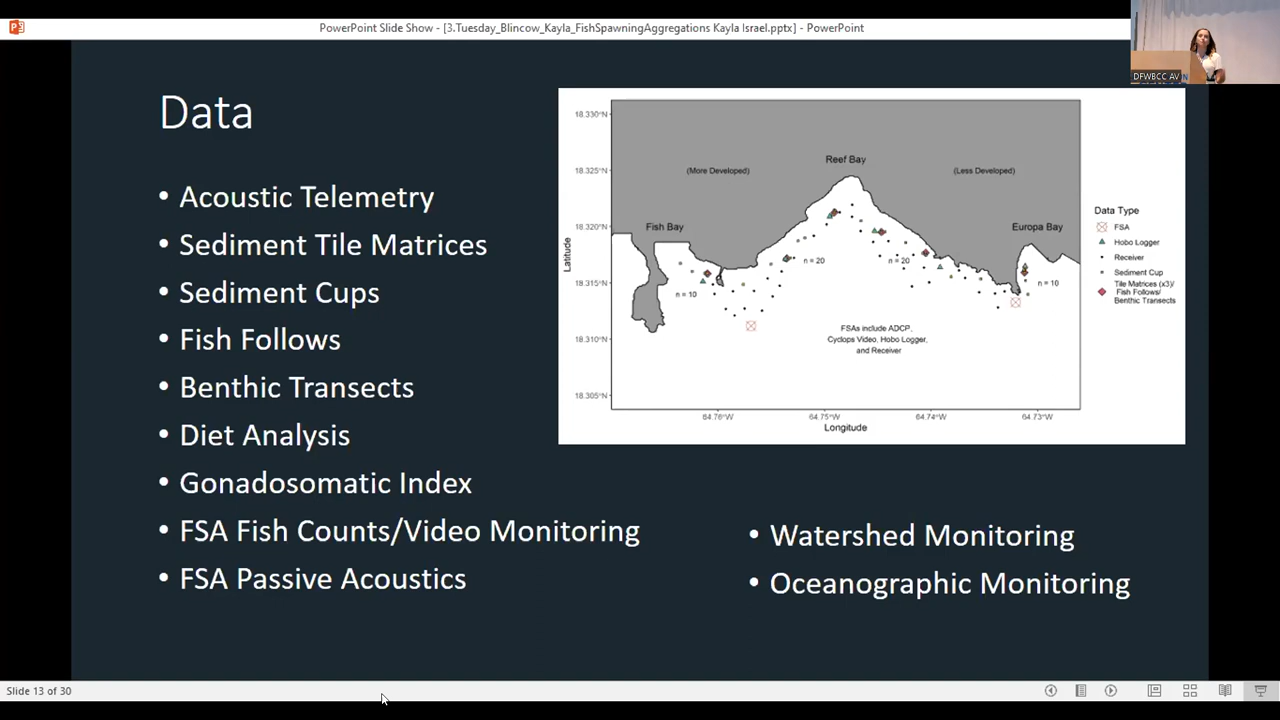 PowerPoint Slide Show - [3.Tuesday_Blincow_Kayla_FishSpawningAggregations Kayla Israel.pptx] - PowerPoint
DFWBCC AV
Data
• Acoustic Telemetry
• Sediment Tile Matrices
• Sediment Cups
• Fish Follows
• Benthic Transects
• Diet Analysis
• Gonadosomatic Index
• FSA Fish Counts/Video Monitoring
• FSA Passive Acoustics
• Watershed Monitoring
• Oceanographic Monitoring
18.330°N
18.325°N
18.320°N
18.315°N
18.310°N
18.305°N
Latitude
Reef Bay
(More Developed)
(Less Developed)
Fish Bay
Europa Bay
n = 20
n = 20
n = 10
n = 10
FSAs include ADCP,
Cyclops Video, Hobo Logger,
and Receiver
64.76°W
64.75°W
64.74°W
64.73°W
Longitude
Data Type
FSA
Hobo Logger
Receiver
Sediment Cup
Tile Matrices (x3)/
Fish Follows/
Benthic Transects
Slide 13 of 30